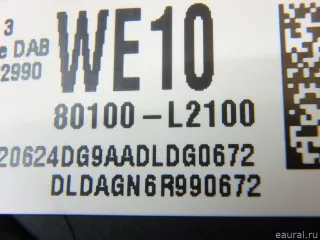 3
e DAB
2990
WE10
80100-L2100
20624DG9AADLDG0672
DLDAGN6R990672
eaural.ru